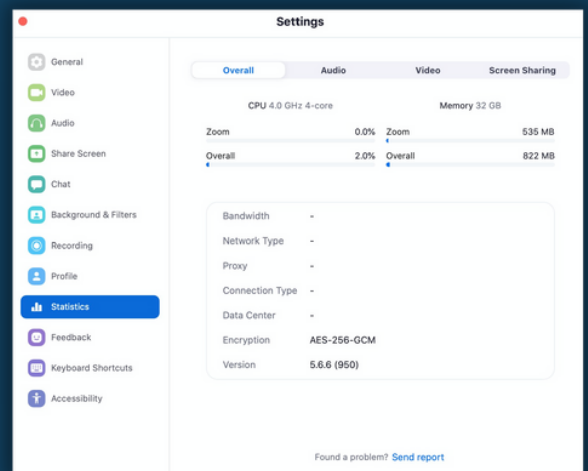 Settings
General
Video
Audio
Share Screen
Chat
Background & Filters
Recording
Profile
Statistics
Feedback
Keyboard Shortcuts
Accessibility
Overall Audio Video Screen Sharing
CPU 4.0 GHz 4-core Memory 32 GB
Zoom 0.0% Zoom 535 MB
Overall 2.0% Overall 822 MB
Bandwidth -
Network Type -
Proxy -
Connection Type -
Data Center -
Encryption AES-256-GCM
Version 5.6.6 (950)
Found a problem? Send report